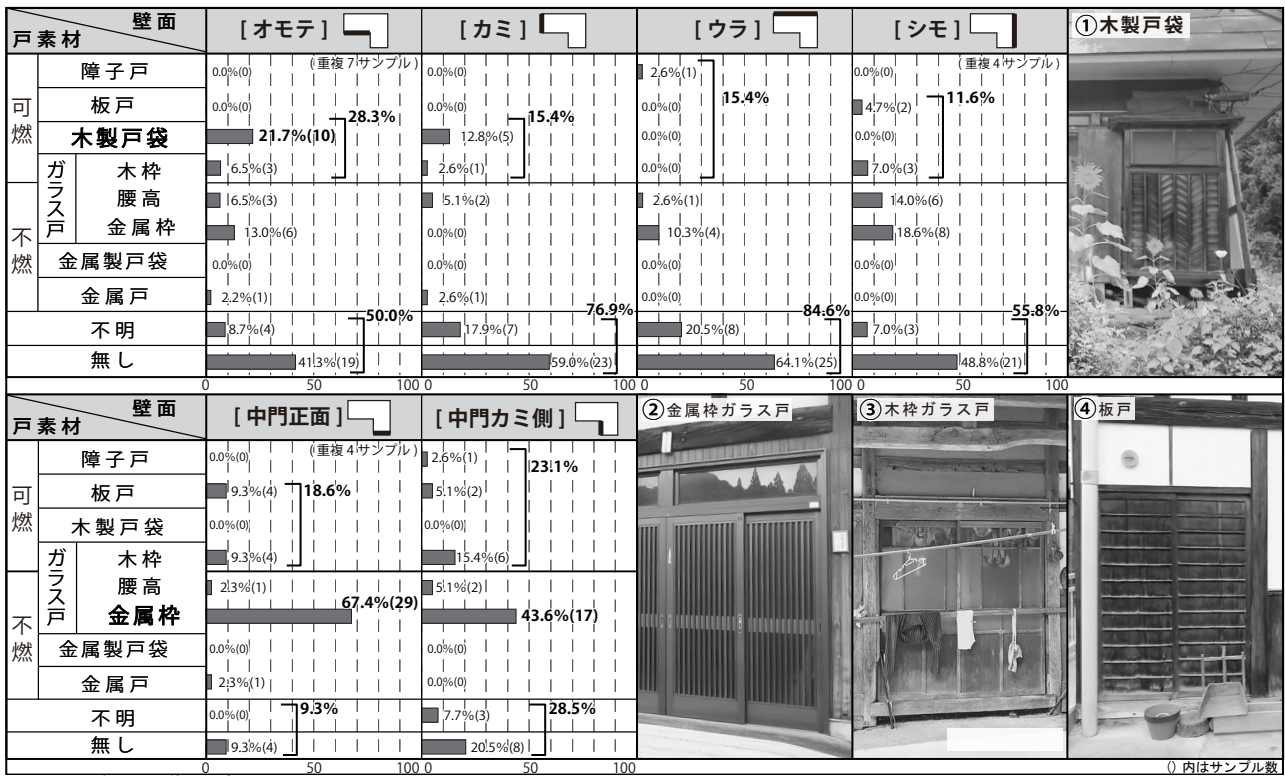 壁面
戸素材
[オモテ]
[カミ]
[ウラ]
[シモ]
①木製戸袋
可燃
不燃
障子戸
0.0%(0)
(重複7サンプル)
0.0%(0)
2.6%(1)
0.0%(0)
(重複4サンプル)
板戸
0.0%(0)
28.3%
0.0%(0)
15.4%
0.0%(0)
15.4%
4.7%(2)
11.6%
木製戸袋
21.7%(10)
12.8%(5)
0.0%(0)
0.0%(0)
ガラス戸
木枠
6.5%(3)
2.6%(1)
0.0%(0)
7.0%(3)
腰高
6.5%(3)
5.1%(2)
2.6%(1)
14.0%(6)
金属枠
13.0%(6)
0.0%(0)
10.3%(4)
18.6%(8)
金属製戸袋
0.0%(0)
0.0%(0)
0.0%(0)
0.0%(0)
金属戸
2.2%(1)
2.6%(1)
0.0%(0)
0.0%(0)
50.0%
76.9%
84.6%
55.8%
不明
8.7%(4)
17.9%(7)
20.5%(8)
7.0%(3)
無し
41.3%(19)
59.0%(23)
64.1%(25)
48.8%(21)
0 50 100
0 50 100
0 50 100
0 50 100
壁面
戸素材
[中門正面]
[中門カミ側]
②金属枠ガラス戸
③木枠ガラス戸
④板戸
可燃
不燃
障子戸
0.0%(0)
(重複4サンプル)
2.6%(1)
23.1%
板戸
9.3%(4)
18.6%
5.1%(2)
木製戸袋
0.0%(0)
0.0%(0)
ガラス戸
木枠
9.3%(4)
15.4%(6)
腰高
2.3%(1)
5.1%(2)
金属枠
67.4%(29)
43.6%(17)
金属製戸袋
0.0%(0)
0.0%(0)
金属戸
2.3%(1)
0.0%(0)
不明
0.0%(0)
9.3%
7.7%(3)
28.5%
無し
9.3%(4)
20.5%(8)
0 50 100
0 50 100
() 内はサンプル数